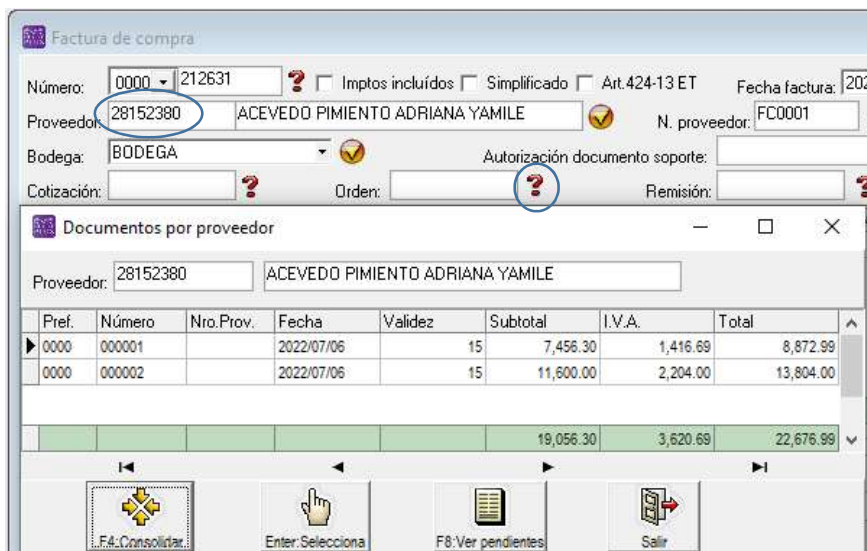 Factura de compra
Número: 0000 212631 Imptos incluídos Simplificado Art.424-13 ET Fecha factura: 202
Proveedor: 28152380 ACEVEDO PIMIENTO ADRIANA YAMILE N. proveedor: FC0001
Bodega: BODEGA Autorización documento soporte:
Cotización: Orden: Remisión:
Documentos por proveedor
Proveedor: 28152380 ACEVEDO PIMIENTO ADRIANA YAMILE
Pref. Número Nro.Prov. Fecha Validez Subtotal I.V.A. Total
0000 000001 2022/07/06 15 7,456.30 1,416.69 8,872.99
0000 000002 2022/07/06 15 11,600.00 2,204.00 13,804.00
19,056.30 3,620.69 22,676.99
F4:Consolidar Enter:Selecciona F8:Ver pendientes Salir